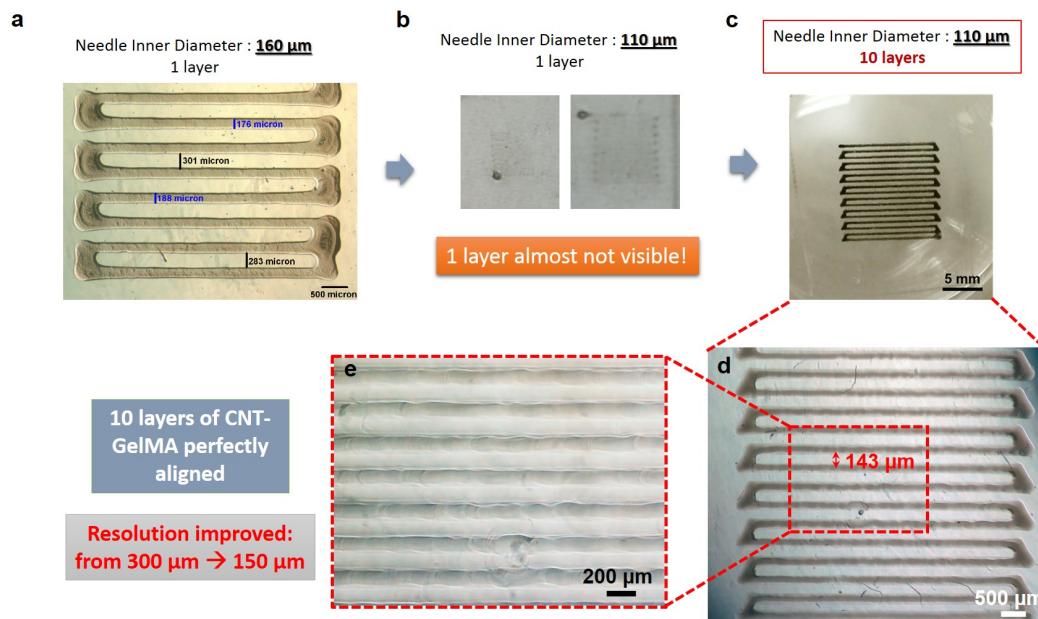 a
Needle Inner Diameter : 160 µm
1 layer
176 micron
301 micron
188 micron
283 micron
500 micron
b
Needle Inner Diameter : 110 µm
1 layer
1 layer almost not visible!
c
Needle Inner Diameter : 110 µm
10 layers
5 mm
d
143 µm
500 µm
e
200 µm
10 layers of CNT-
GelMA perfectly
aligned
Resolution improved:
from 300 µm → 150 µm